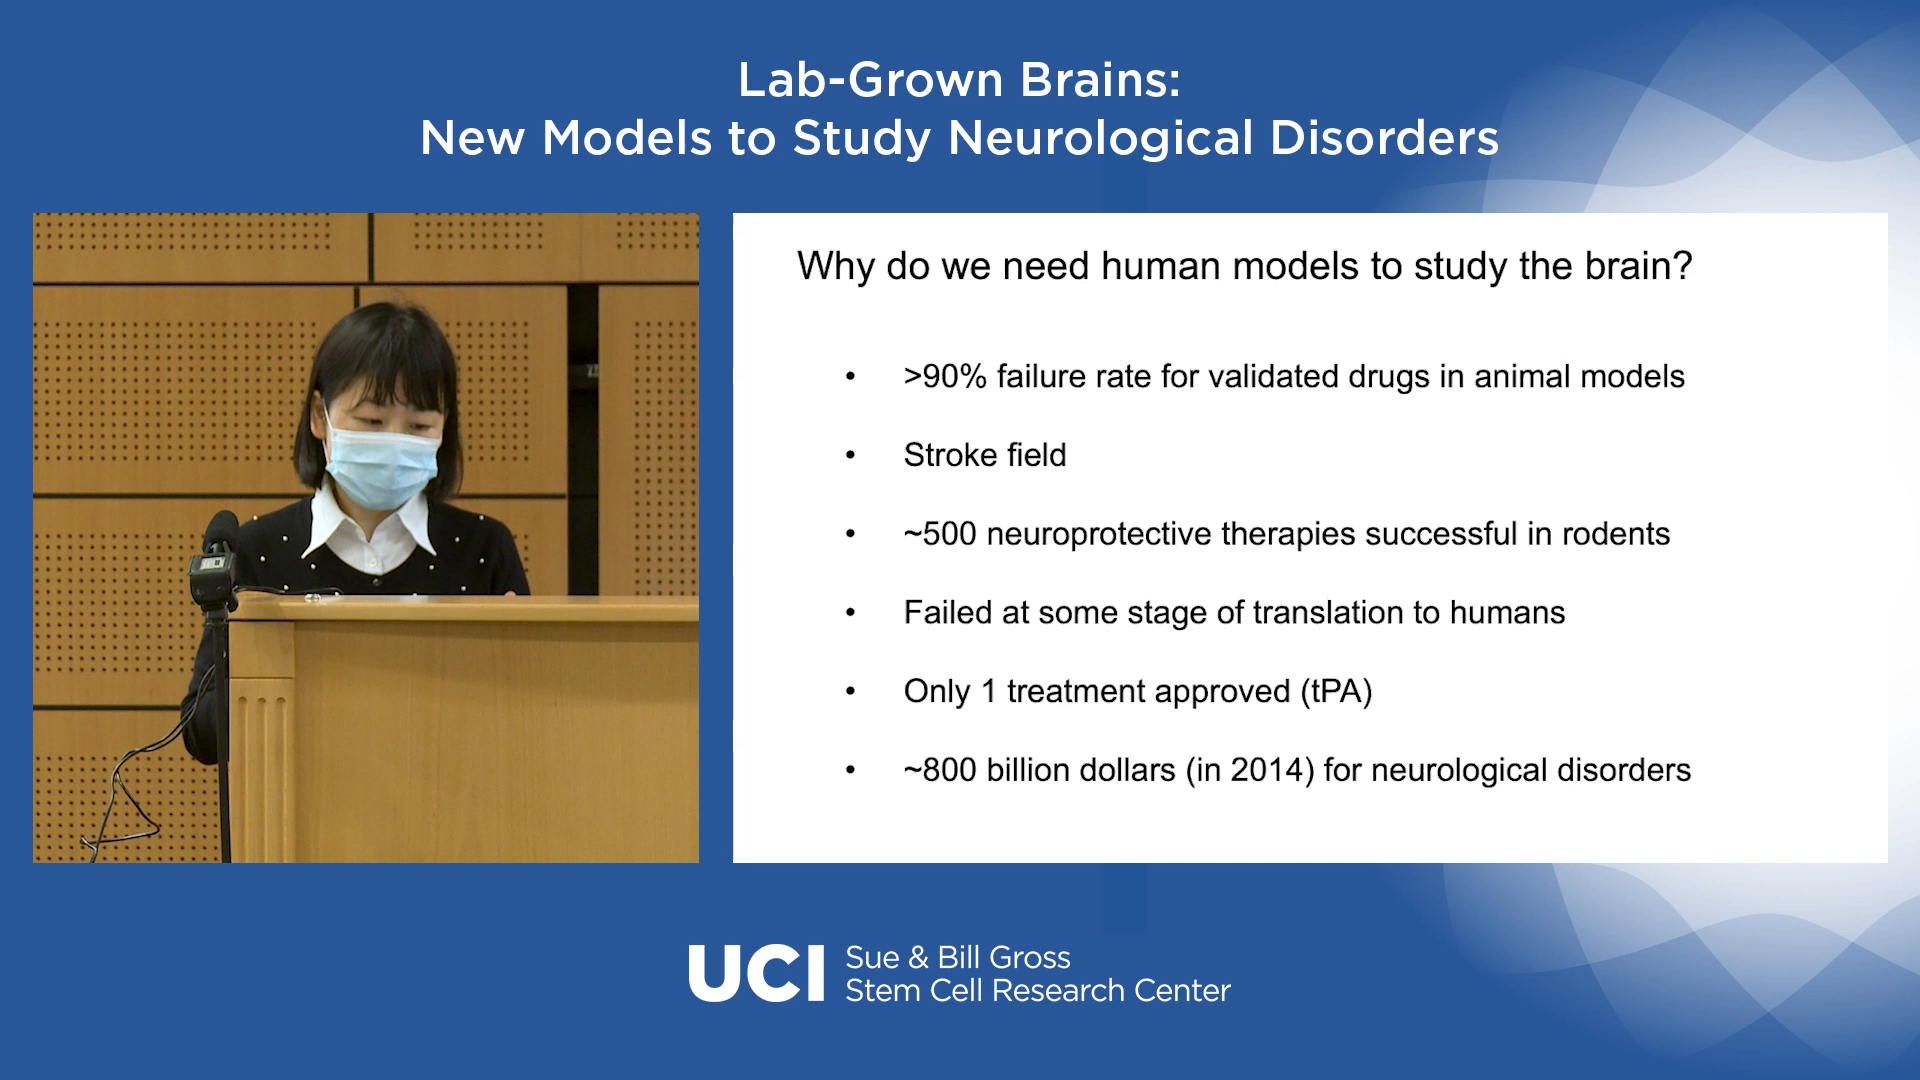 Lab-Grown Brains:
New Models to Study Neurological Disorders
Why do we need human models to study the brain?
• >90% failure rate for validated drugs in animal models
• Stroke field
• ~500 neuroprotective therapies successful in rodents
• Failed at some stage of translation to humans
• Only 1 treatment approved (tPA)
• ~800 billion dollars (in 2014) for neurological disorders
UCI Sue & Bill Gross
Stem Cell Research Center